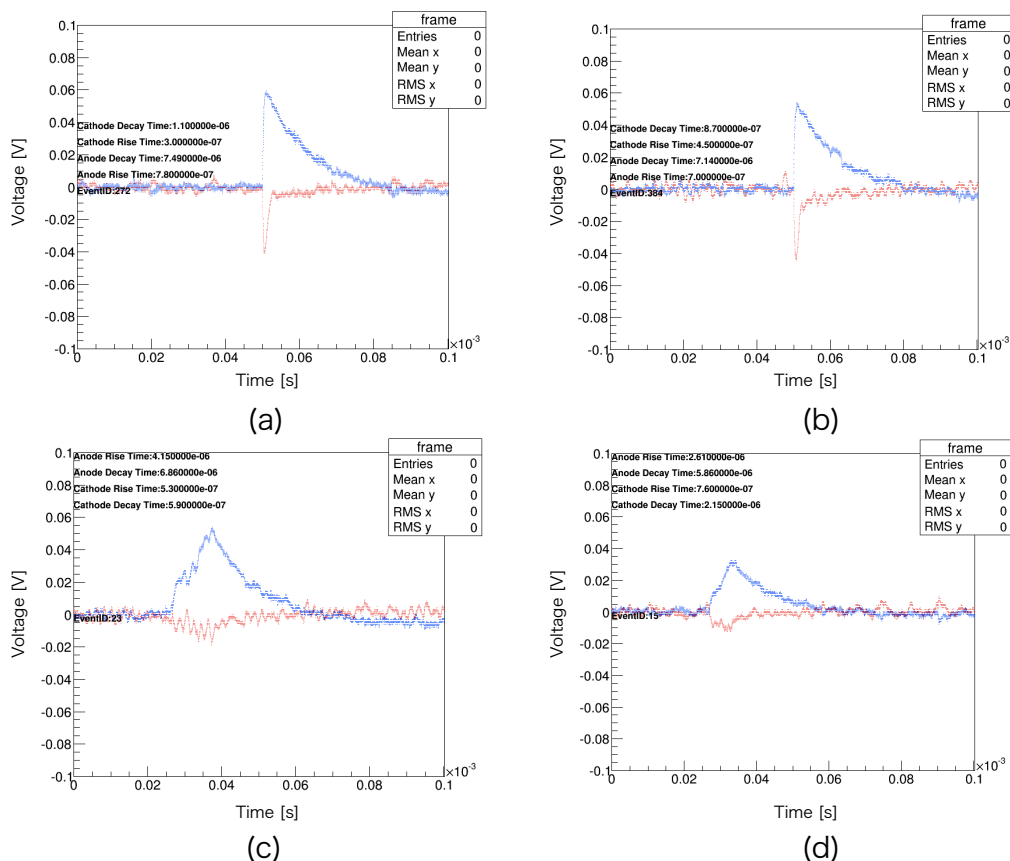 frame
Entries 0
Mean x 0
Mean y 0
RMS x 0
RMS y 0
0.1
0.08
0.06
0.04
0.02
0
-0.02
-0.04
-0.06
-0.08
-0.1
Voltage [V]
Cathode Decay Time:1.100000e-06
Cathode Rise Time:3.000000e-07
Anode Decay Time:7.490000e-06
Anode Rise Time:7.800000e-07
EventID:272
0 0.02 0.04 0.06 0.08 0.1
×10-3
Time [s]
(a)
frame
Entries 0
Mean x 0
Mean y 0
RMS x 0
RMS y 0
0.1
0.08
0.06
0.04
0.02
0
-0.02
-0.04
-0.06
-0.08
-0.1
Voltage [V]
Cathode Decay Time:8.700000e-07
Cathode Rise Time:4.500000e-07
Anode Decay Time:7.140000e-06
Anode Rise Time:7.000000e-07
EventID:384
0 0.02 0.04 0.06 0.08 0.1
×10-3
Time [s]
(b)
frame
Entries 0
Mean x 0
Mean y 0
RMS x 0
RMS y 0
0.1
0.08
0.06
0.04
0.02
0
-0.02
-0.04
-0.06
-0.08
-0.1
Voltage [V]
Anode Rise Time:4.150000e-06
Anode Decay Time:6.860000e-06
Cathode Rise Time:5.300000e-07
Cathode Decay Time:5.900000e-07
EventID:23
0 0.02 0.04 0.06 0.08 0.1
×10-3
Time [s]
(c)
frame
Entries 0
Mean x 0
Mean y 0
RMS x 0
RMS y 0
0.1
0.08
0.06
0.04
0.02
0
-0.02
-0.04
-0.06
-0.08
-0.1
Voltage [V]
Anode Rise Time:2.610000e-06
Anode Decay Time:5.860000e-06
Cathode Rise Time:7.600000e-07
Cathode Decay Time:2.150000e-06
EventID:15
0 0.02 0.04 0.06 0.08 0.1
×10-3
Time [s]
(d)